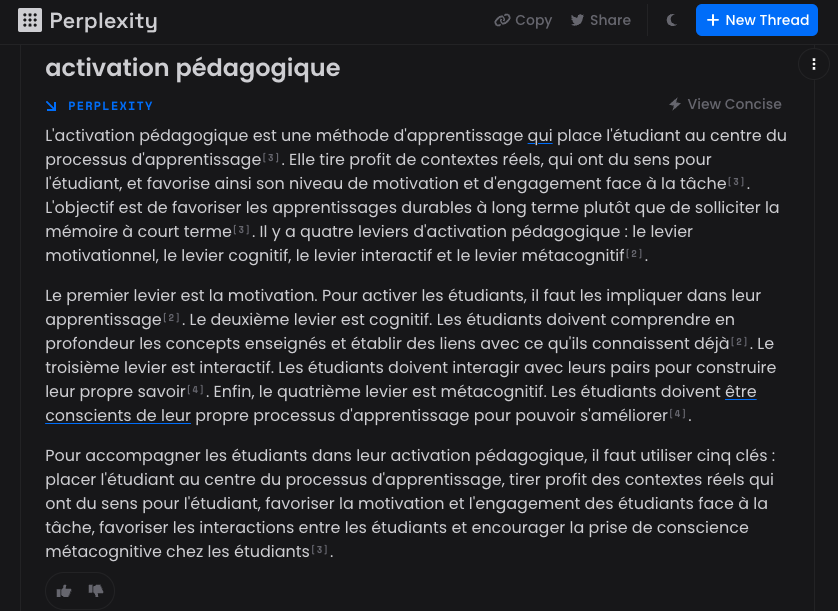 Perplexity
Copy
Share
+ New Thread
activation pédagogique
PERPLEXITY
View Concise
L'activation pédagogique est une méthode d'apprentissage qui place l'étudiant au centre du
processus d'apprentissage[3]. Elle tire profit de contextes réels, qui ont du sens pour
l'étudiant, et favorise ainsi son niveau de motivation et d'engagement face à la tâche[3].
L'objectif est de favoriser les apprentissages durables à long terme plutôt que de solliciter la
mémoire à court terme[3]. Il y a quatre leviers d'activation pédagogique : le levier
motivationnel, le levier cognitif, le levier interactif et le levier métacognitif[2].
Le premier levier est la motivation. Pour activer les étudiants, il faut les impliquer dans leur
apprentissage[2]. Le deuxième levier est cognitif. Les étudiants doivent comprendre en
profondeur les concepts enseignés et établir des liens avec ce qu'ils connaissent déjà[2]. Le
troisième levier est interactif. Les étudiants doivent interagir avec leurs pairs pour construire
leur propre savoir[4]. Enfin, le quatrième levier est métacognitif. Les étudiants doivent être
conscients de leur propre processus d'apprentissage pour pouvoir s'améliorer[4].
Pour accompagner les étudiants dans leur activation pédagogique, il faut utiliser cinq clés :
placer l'étudiant au centre du processus d'apprentissage, tirer profit des contextes réels qui
ont du sens pour l'étudiant, favoriser la motivation et l'engagement des étudiants face à la
tâche, favoriser les interactions entre les étudiants et encourager la prise de conscience
métacognitive chez les étudiants[3].